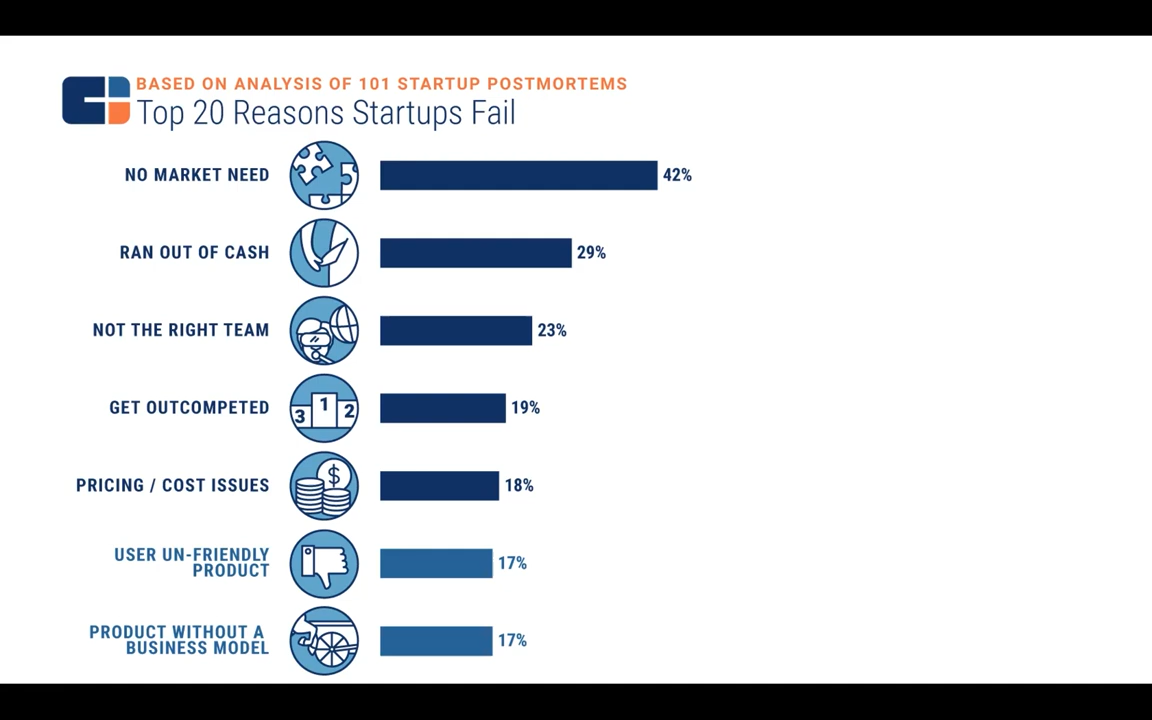 BASED ON ANALYSIS OF 101 STARTUP POSTMORTEMS
Top 20 Reasons Startups Fail
NO MARKET NEED 42%
RAN OUT OF CASH 29%
NOT THE RIGHT TEAM 23%
GET OUTCOMPETED 3 1 2 19%
PRICING / COST ISSUES $ 18%
USER UN-FRIENDLY
PRODUCT 17%
PRODUCT WITHOUT A
BUSINESS MODEL 17%